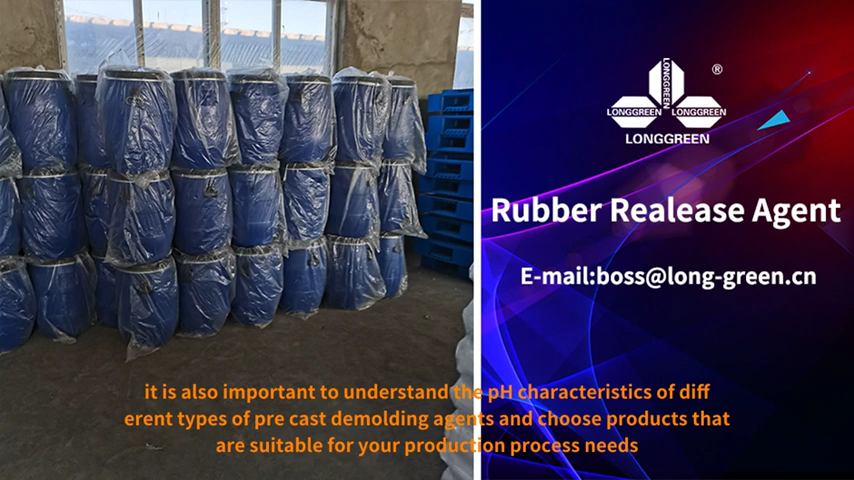 LONGGREEN
LONGGREEN LONGGREEN
®
LONGGREEN
Rubber Realease Agent
E-mail:boss@long-green.cn
it is also important to understand the pH characteristics of diff
erent types of pre cast demolding agents and choose products that
are suitable for your production process needs